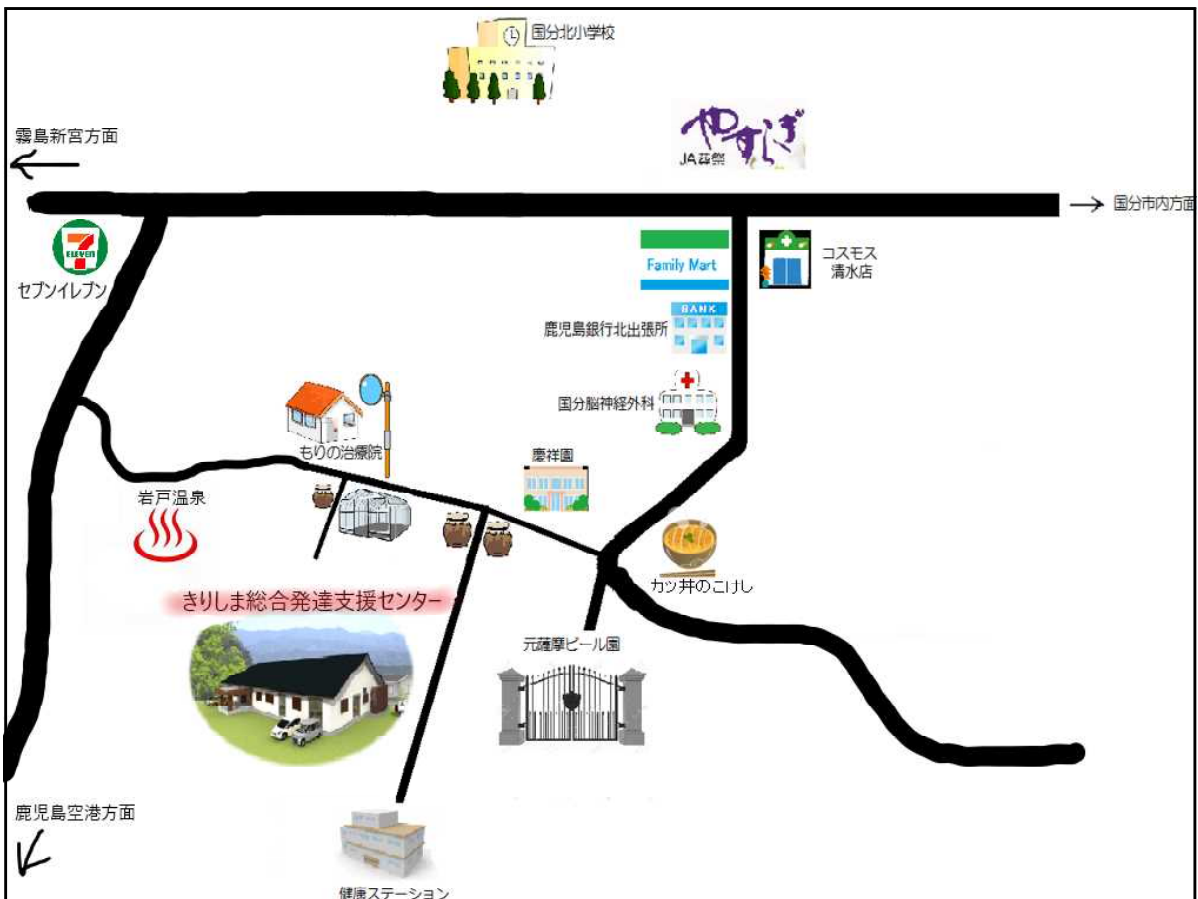 国分北小学校
やすらぎ
JA葬祭
霧島新宮方面
国分市内方面
7
ELEVEN
セブンイレブン
Family Mart
コスモス
清水店
BANK
鹿児島銀行北出張所
国分脳神経外科
もりの治療院
慶祥園
岩戸温泉
カツ丼のこけし
きりしま総合発達支援センター
元薩摩ビール園
鹿児島空港方面
健康ステーション